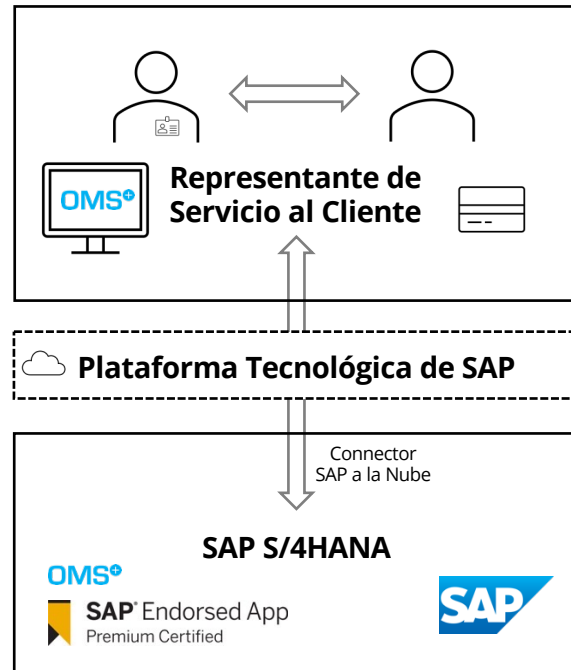 OMS+
Representante de
Servicio al Cliente
Plataforma Tecnológica de SAP
Connector
SAP a la Nube
SAP S/4HANA
OMS+
SAP® Endorsed App
Premium Certified
SAP